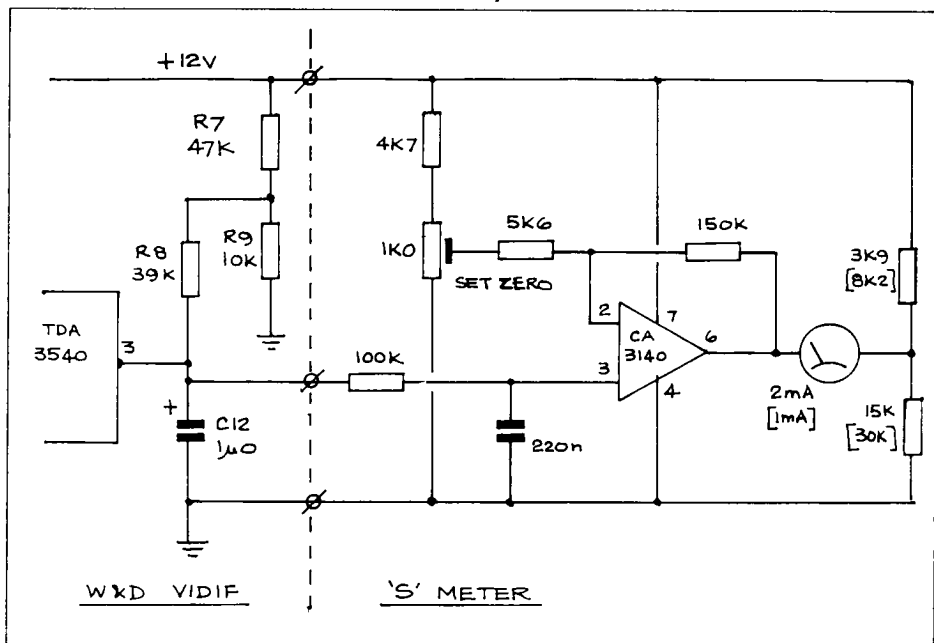 +12V
R7
47K
R8
39K
R9
10K
TDA
3540
3
+
C12
1µ0
W&D VIDIF
4K7
1K0
5K6
SET ZERO
150K
100K
220n
2
3
7
4
6
CA
3140
2mA
[1mA]
3K9
[8K2]
15K
[30K]
'S' METER